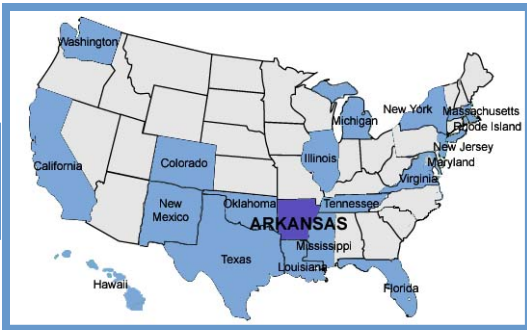 Washington
Michigan
New York
Massachusetts
Rhode Island
New Jersey
Maryland
Illinois
California
Colorado
Virginia
New
Mexico
Oklahoma
Tennessee
ARKANSAS
Mississippi
Texas
Louisiana
Florida
Hawaii